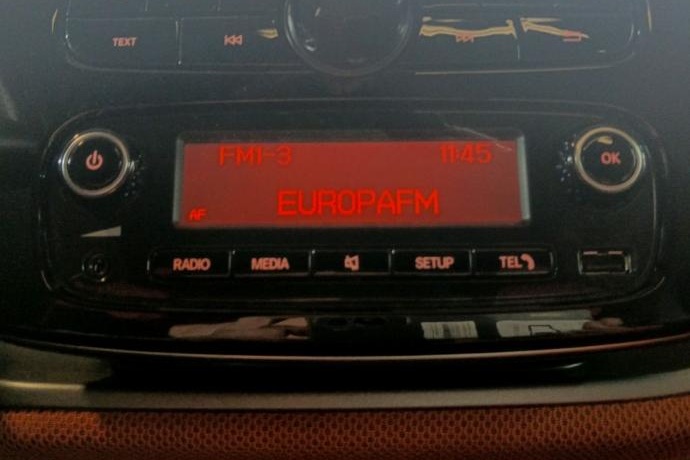 TEXT
FM1-3 11:45
EUROPAFM
AF
OK
RADIO MEDIA SETUP TEL